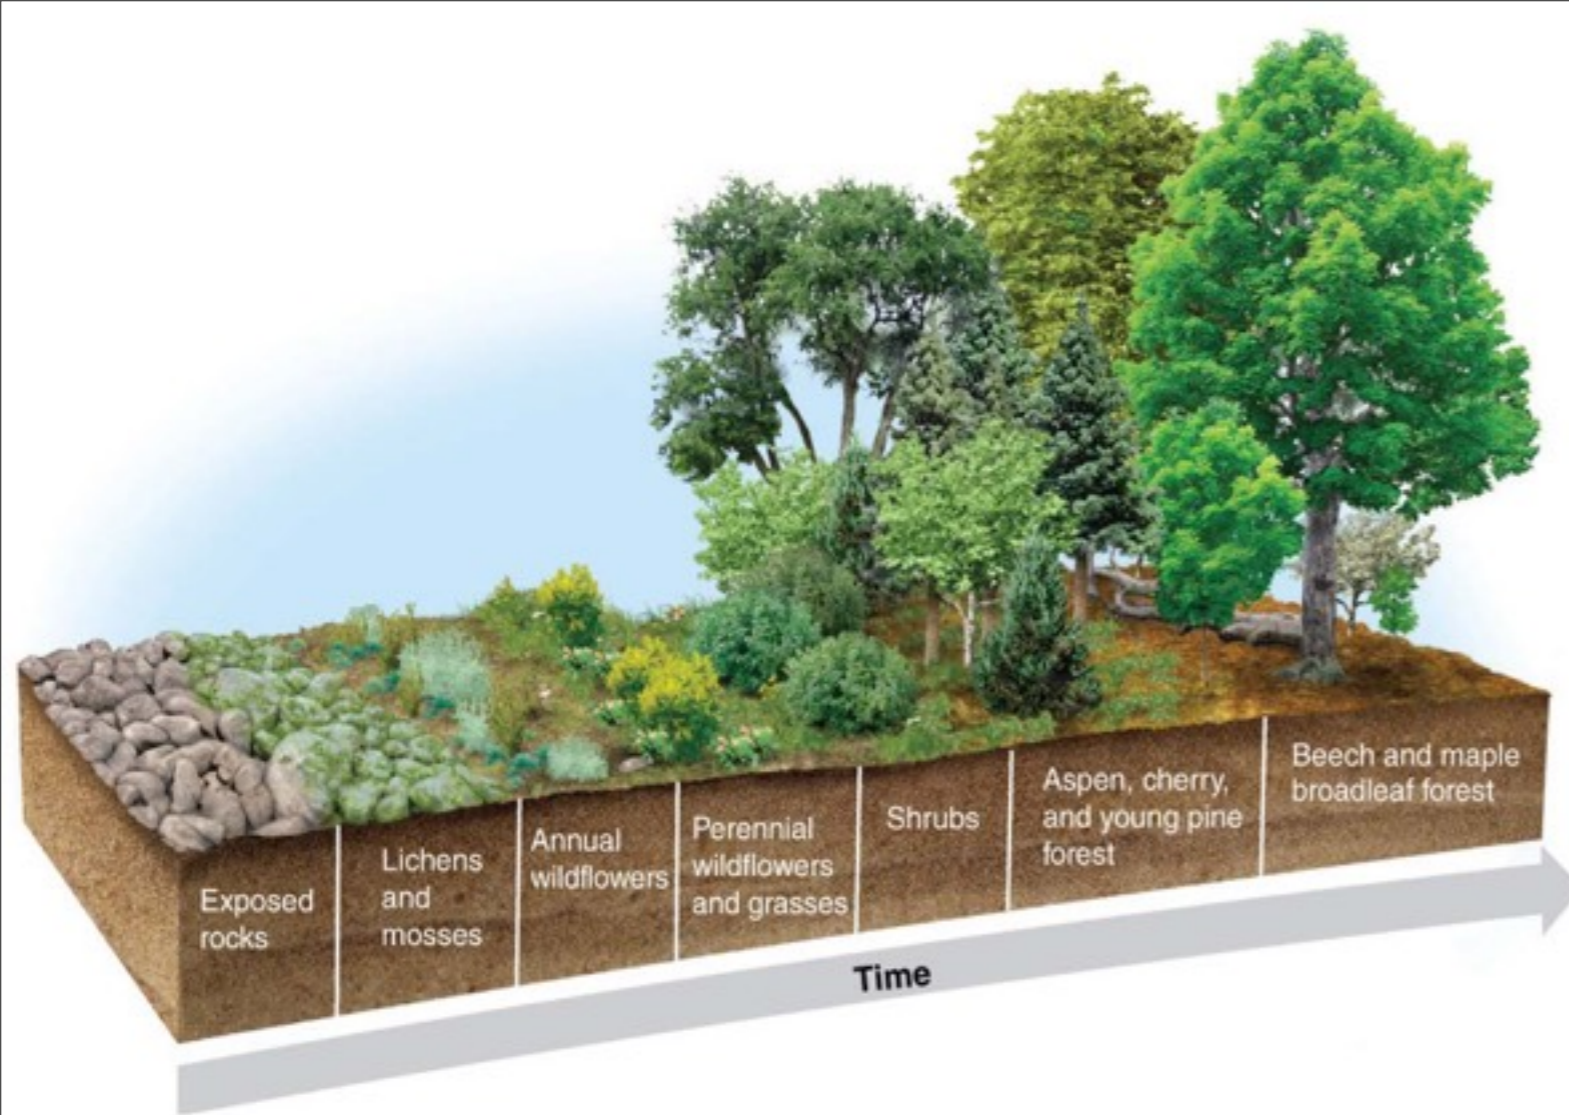 Exposed
rocks
Lichens
and
mosses
Annual
wildflowers
Perennial
wildflowers
and grasses
Shrubs
Aspen, cherry,
and young pine
forest
Beech and maple
broadleaf forest
Time